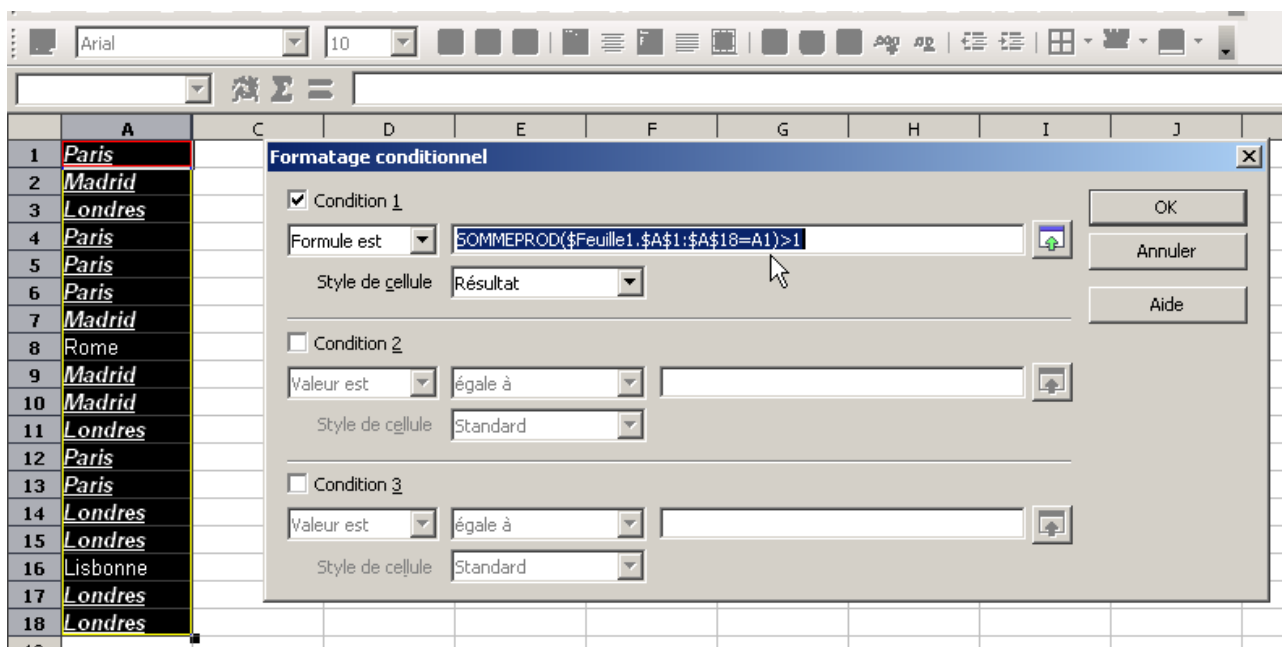 Arial 10
A C D E F G H I J
1 Paris
2 Madrid
3 Londres
4 Paris
5 Paris
6 Paris
7 Madrid
8 Rome
9 Madrid
10 Madrid
11 Londres
12 Paris
13 Paris
14 Londres
15 Londres
16 Lisbonne
17 Londres
18 Londres
Formatage conditionnel
Condition 1
Formule est SOMMEPROD($Feuille1.$A$1:$A$18=A1)>1
Style de cellule Résultat
Condition 2
Valeur est égale à
Style de cellule Standard
Condition 3
Valeur est égale à
Style de cellule Standard
OK
Annuler
Aide